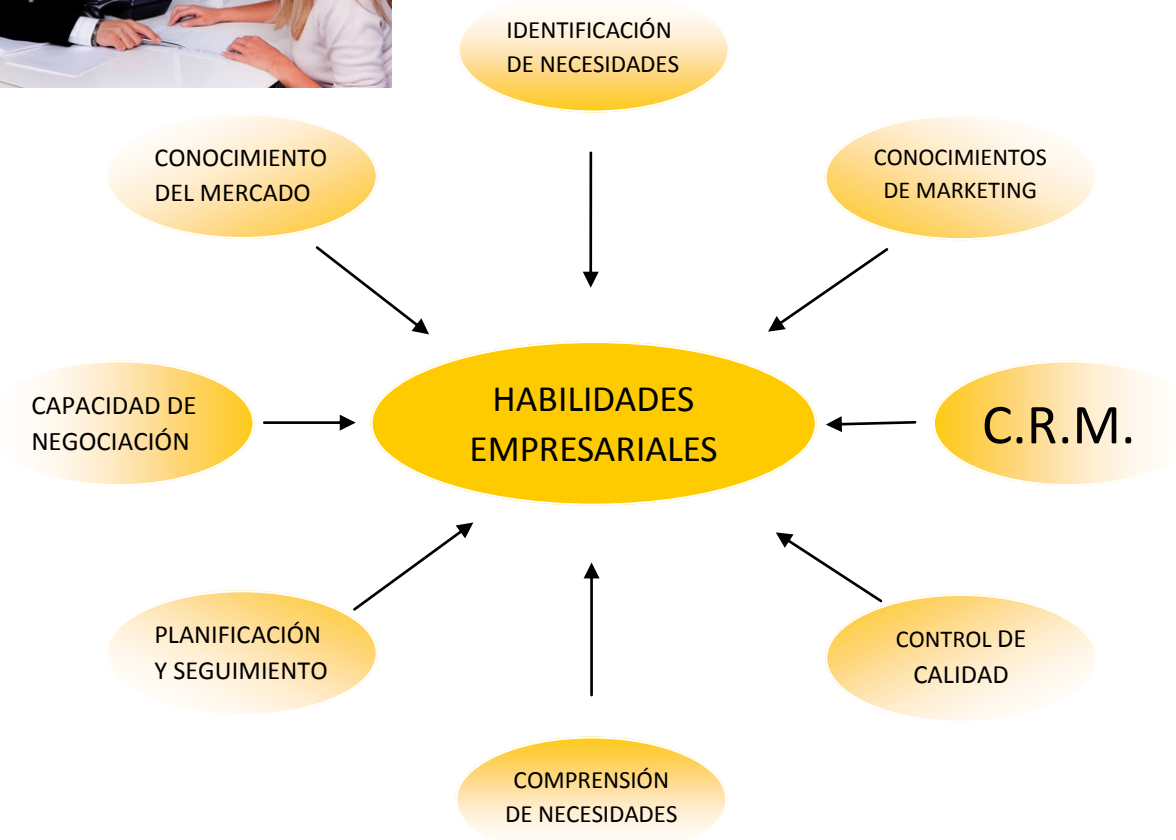 IDENTIFICACIÓN
DE NECESIDADES
CONOCIMIENTO
DEL MERCADO
CONOCIMIENTOS
DE MARKETING
CAPACIDAD DE
NEGOCIACIÓN
HABILIDADES
EMPRESARIALES
C.R.M.
PLANIFICACIÓN
Y SEGUIMIENTO
CONTROL DE
CALIDAD
COMPRENSIÓN
DE NECESIDADES